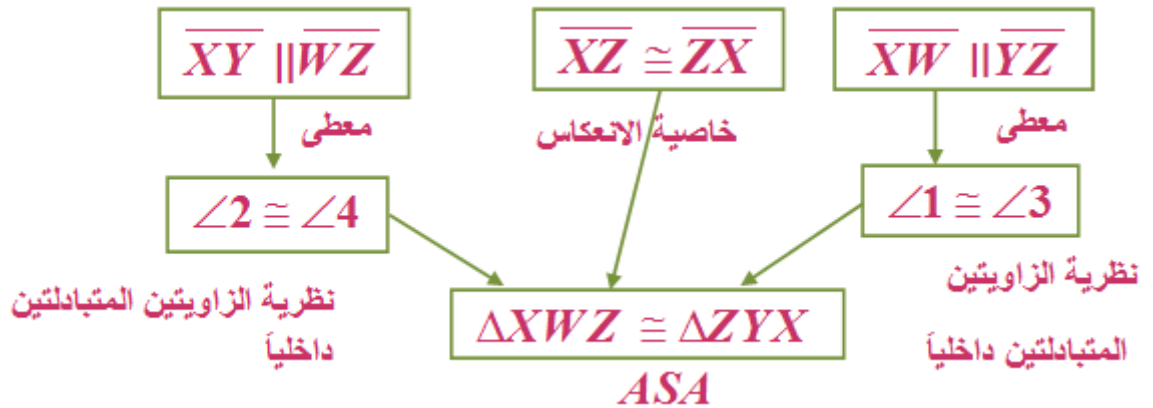 XY ||WZ
XZ ≅ ZX
XW ||YZ
معطى
خاصية الانعكاس
معطى
∠2 ≅ ∠4
∠1 ≅ ∠3
نظرية الزاويتين المتبادلتين
داخلياً
نظرية الزاويتين
المتبادلتين داخلياً
ΔXWZ ≅ ΔZYX
ASA